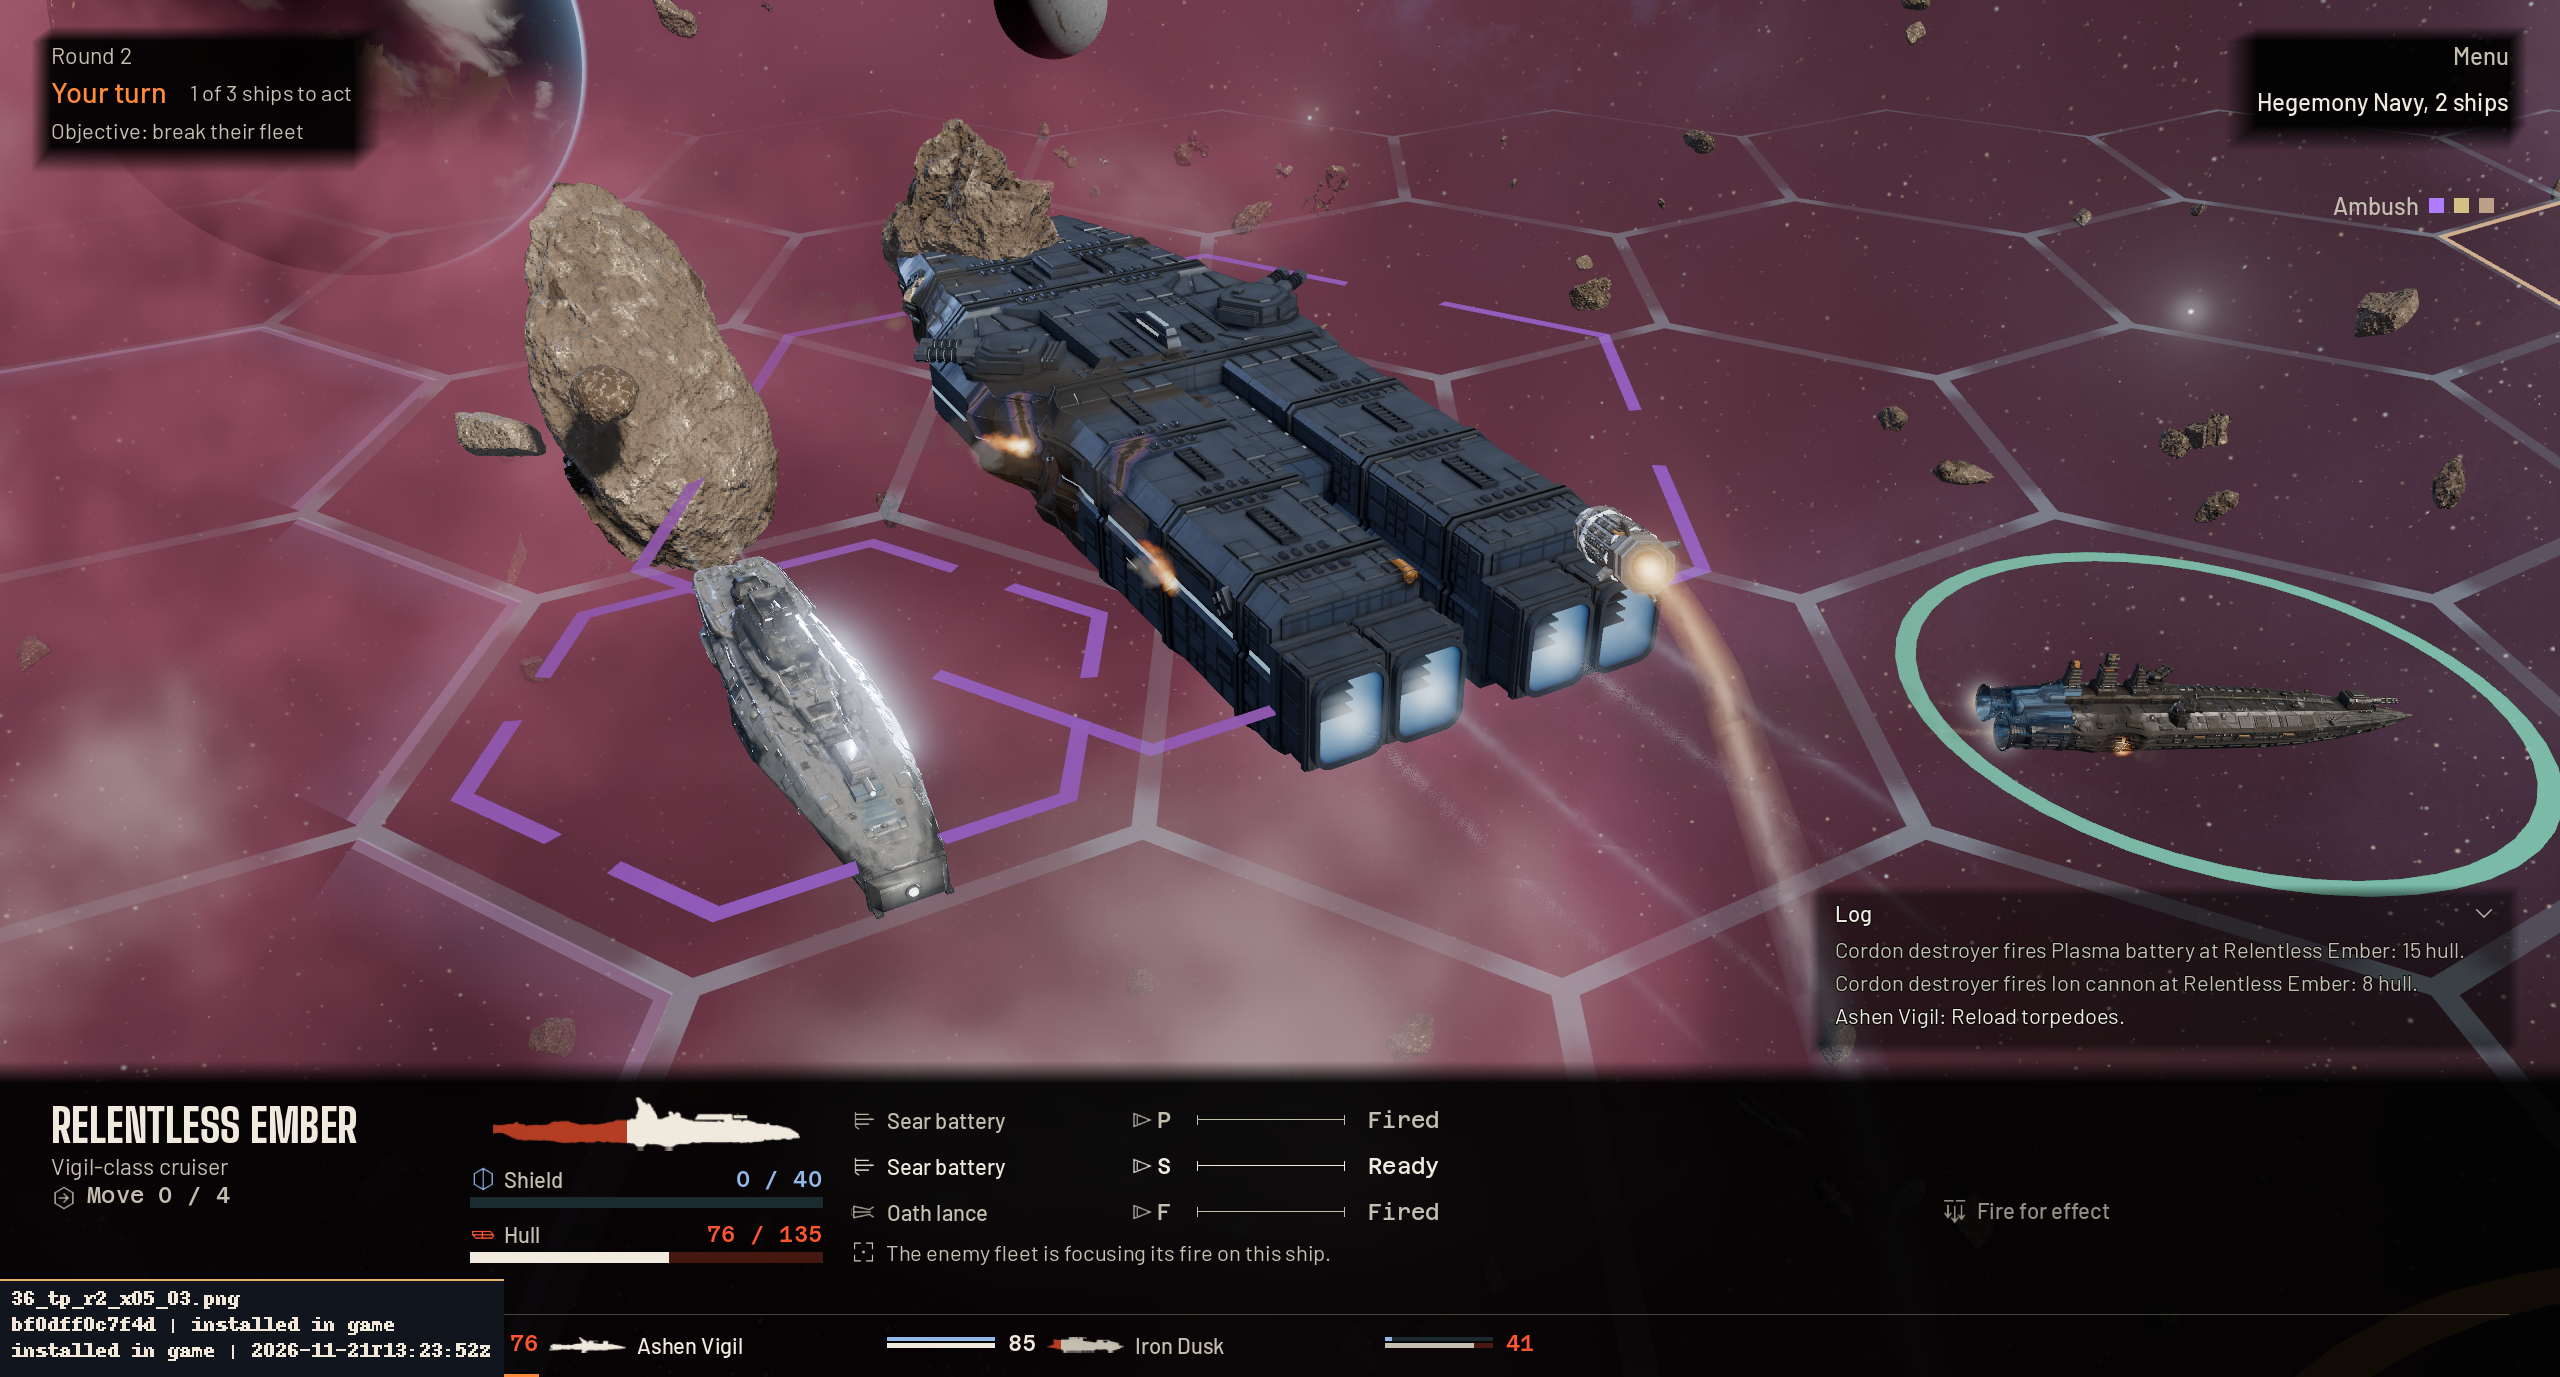 Round 2
Your turn 1 of 3 ships to act
Objective: break their fleet
Menu
Hegemony Navy, 2 ships
Ambush
Log
Cordon destroyer fires Plasma battery at Relentless Ember: 15 hull.
Cordon destroyer fires Ion cannon at Relentless Ember: 8 hull.
Ashen Vigil: Reload torpedoes.
RELENTLESS EMBER
Vigil-class cruiser
Move 0 / 4
Shield 0 / 40
Hull 76 / 135
Sear battery P Fired
Sear battery S Ready
Oath lance F Fired
The enemy fleet is focusing its fire on this ship.
Fire for effect
36_tp_r2_x05_03.png
bf0dff0c7f4d | installed in game
installed in game | 2026-11-21T13:23:52Z
76 Ashen Vigil 85 Iron Dusk 41